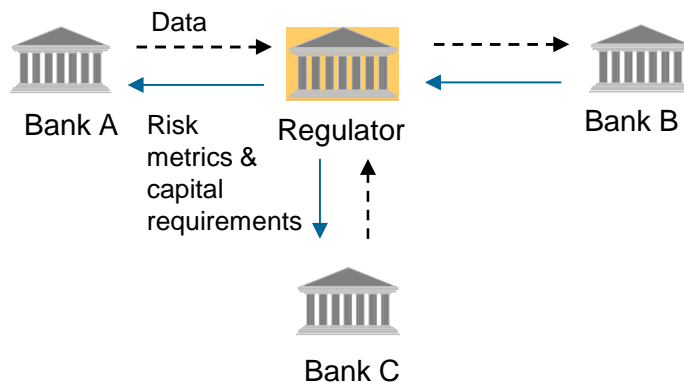 Data
Bank A
Regulator
Bank B
Risk
metrics &
capital
requirements
Bank C